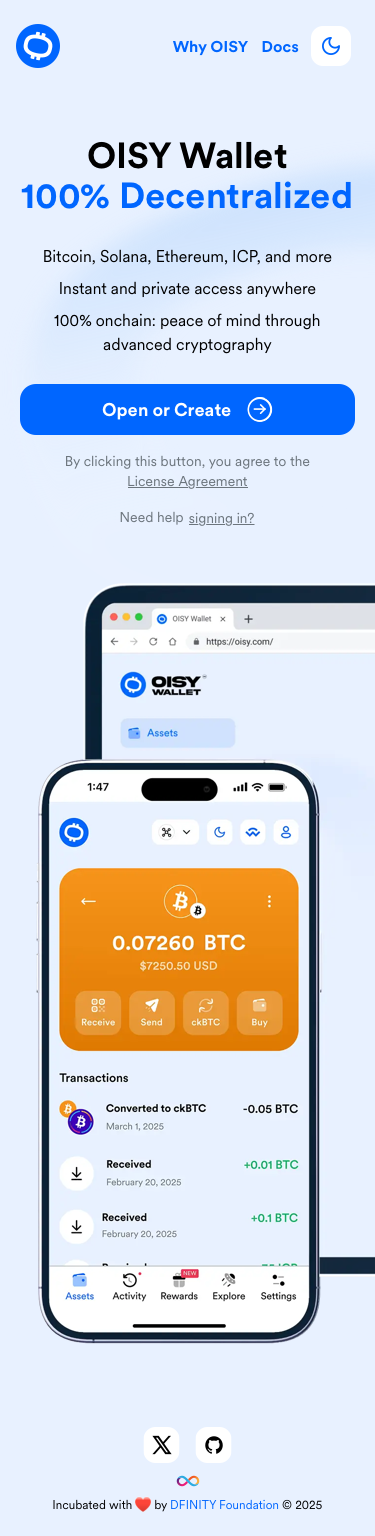 Why OISY Docs
OISY Wallet
100% Decentralized
Bitcoin, Solana, Ethereum, ICP, and more
Instant and private access anywhere
100% onchain: peace of mind through
advanced cryptography
Open or Create
By clicking this button, you agree to the
License Agreement
Need help signing in?
OISY Wallet
https://oisy.com/
OISY
WALLET
Assets
1:47
0.07260 BTC
$7250.50 USD
Receive Send ckBTC Buy
Transactions
Converted to ckBTC -0.05 BTC
March 1, 2025
Received +0.01 BTC
February 20, 2025
Received +0.1 BTC
February 20, 2025
NEW
Assets Activity Rewards Explore Settings
Incubated with ❤️ by DFINITY Foundation © 2025